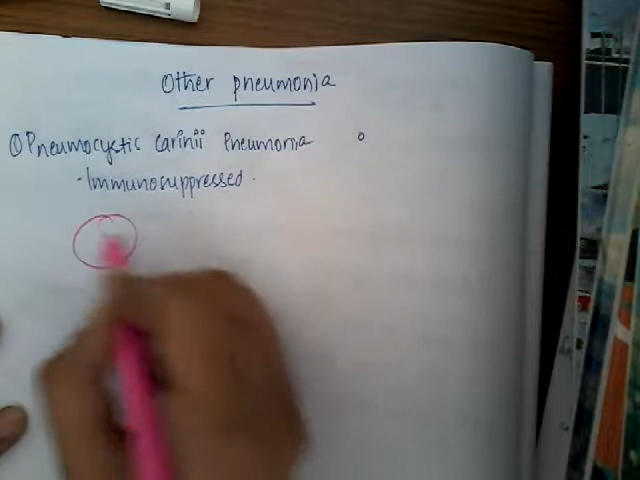 Other pneumonia
① Pneumocystic carinii Pneumonia
- Immunosuppressed.